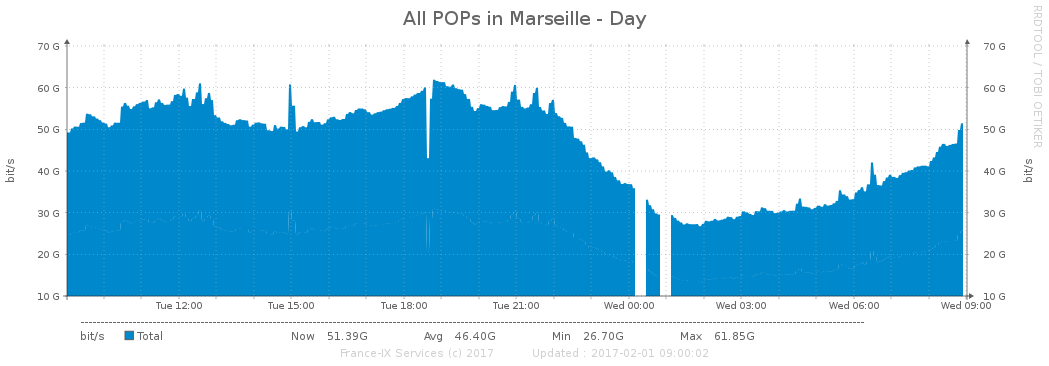 All POPs in Marseille - Day
RRDTOOL / TOBI OETIKER
70 G 70 G
60 G 60 G
50 G 50 G
40 G 40 G
30 G 30 G
20 G 20 G
10 G 10 G
bit/s
bit/s
Tue 12:00 Tue 15:00 Tue 18:00 Tue 21:00 Wed 00:00 Wed 03:00 Wed 06:00 Wed 09:00
bit/s Total Now 51.39G Avg 46.40G Min 26.70G Max 61.85G
France-IX Services (c) 2017 Updated : 2017-02-01 09:00:02